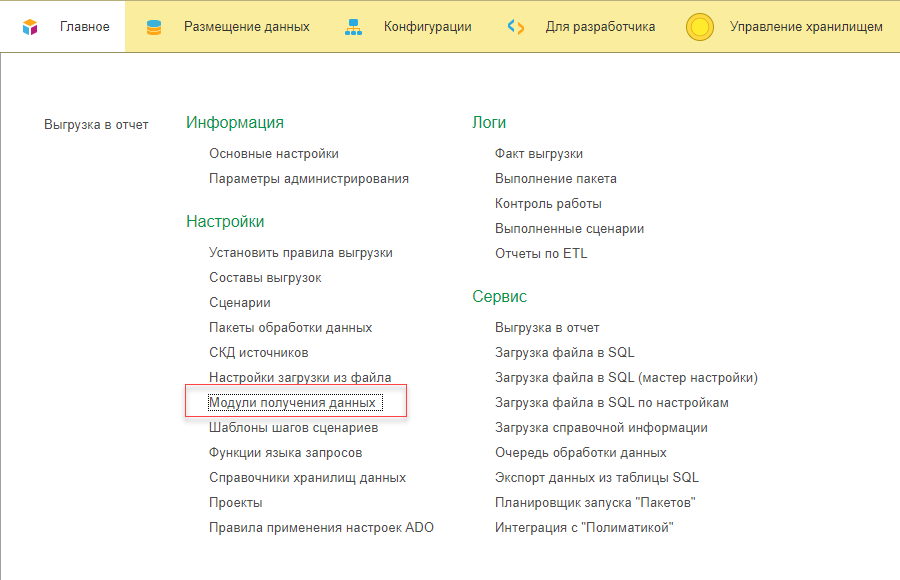 Главное
Размещение данных
Конфигурации
Для разработчика
Управление хранилищем
Выгрузка в отчет
Информация
Основные настройки
Параметры администрирования
Настройки
Установить правила выгрузки
Составы выгрузок
Сценарии
Пакеты обработки данных
СКД источников
Настройки загрузки из файла
Модули получения данных
Шаблоны шагов сценариев
Функции языка запросов
Справочники хранилищ данных
Проекты
Правила применения настроек ADO
Логи
Факт выгрузки
Выполнение пакета
Контроль работы
Выполненные сценарии
Отчеты по ETL
Сервис
Выгрузка в отчет
Загрузка файла в SQL
Загрузка файла в SQL (мастер настройки)
Загрузка файла в SQL по настройкам
Загрузка справочной информации
Очередь обработки данных
Экспорт данных из таблицы SQL
Планировщик запуска "Пакетов"
Интеграция с "Полиматикой"